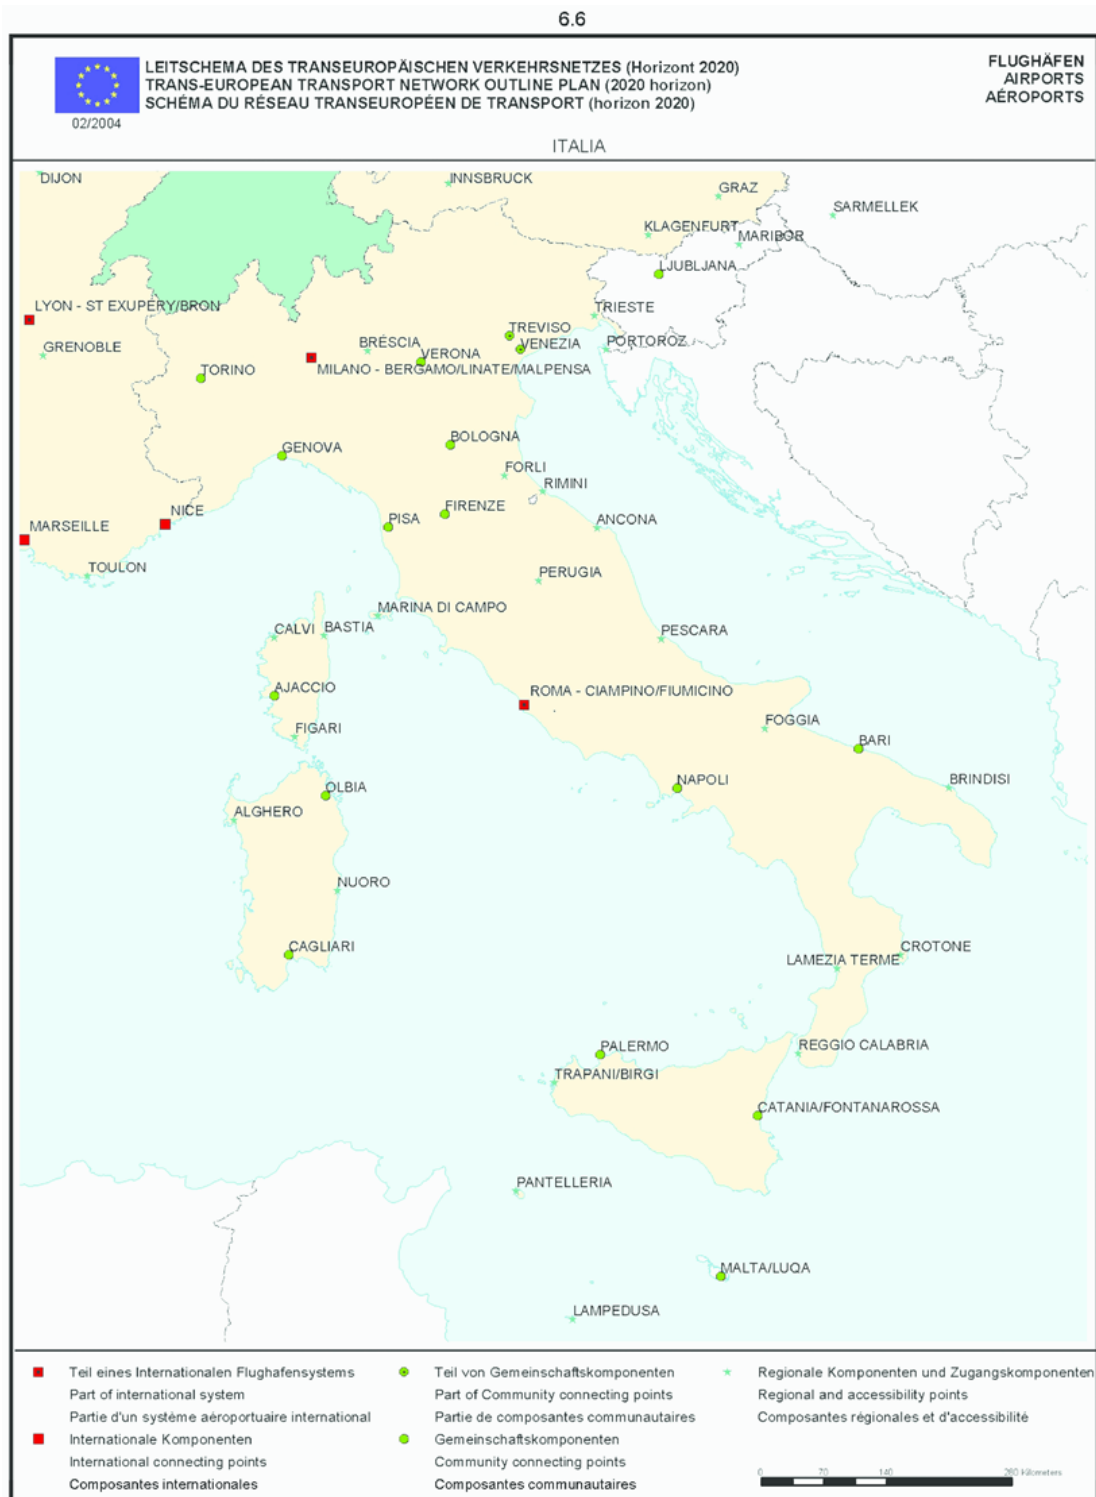 6.6
LEITSCHEMA DES TRANSEUROPÄISCHEN VERKEHRSNETZES (Horizont 2020)
TRANS-EUROPEAN TRANSPORT NETWORK OUTLINE PLAN (2020 horizon)
SCHÉMA DU RÉSEAU TRANSEUROPÉEN DE TRANSPORT (horizon 2020)
FLUGHÄFEN
AIRPORTS
AÉROPORTS
02/2004
ITALIA
DIJON
INNSBRUCK
GRAZ
SARMELLEK
KLAGENFURT
MARIBOR
LJUBLJANA
LYON - ST EXUPERY/BRON
TRIESTE
TREVISO
GRENOBLE
BRÉSCIA
VERONA
VENEZIA
PORTOROZ
TORINO
MILANO - BERGAMO/LINATE/MALPENSA
GENOVA
BOLOGNA
FORLI
RIMINI
NICE
PISA
FIRENZE
MARSEILLE
ANCONA
TOULON
PERUGIA
MARINA DI CAMPO
CALVI
BASTIA
PESCARA
AJACCIO
ROMA - CIAMPINO/FIUMICINO
FIGARI
FOGGIA
BARI
OLBIA
NAPOLI
BRINDISI
ALGHERO
NUORO
CAGLIARI
CROTONE
LAMEZIA TERME
PALERMO
REGGIO CALABRIA
TRAPANI/BIRGI
CATANIA/FONTANAROSSA
PANTELLERIA
MALTA/LUQA
LAMPEDUSA
Teil eines Internationalen Flughafensystems
Part of international system
Partie d'un système aéroportuaire international
Internationale Komponenten
International connecting points
Composantes internationales
Teil von Gemeinschaftskomponenten
Part of Community connecting points
Partie de composantes communautaires
Gemeinschaftskomponenten
Community connecting points
Composantes communautaires
Regionale Komponenten und Zugangskomponenten
Regional and accessibility points
Composantes régionales et d'accessibilité
0 70 140 280 Kilometers